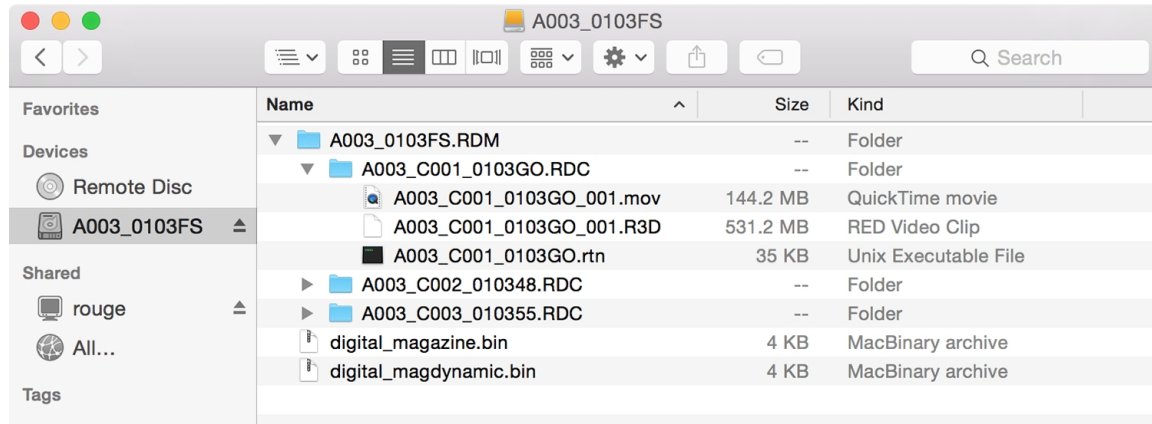 A003_0103FS
Search
Favorites
Devices
Remote Disc
A003_0103FS
Shared
rouge
All...
Tags
Name Size Kind
A003_0103FS.RDM -- Folder
A003_C001_0103GO.RDC -- Folder
A003_C001_0103GO_001.mov 144.2 MB QuickTime movie
A003_C001_0103GO_001.R3D 531.2 MB RED Video Clip
A003_C001_0103GO.rtn 35 KB Unix Executable File
A003_C002_010348.RDC -- Folder
A003_C003_010355.RDC -- Folder
digital_magazine.bin 4 KB MacBinary archive
digital_magdynamic.bin 4 KB MacBinary archive